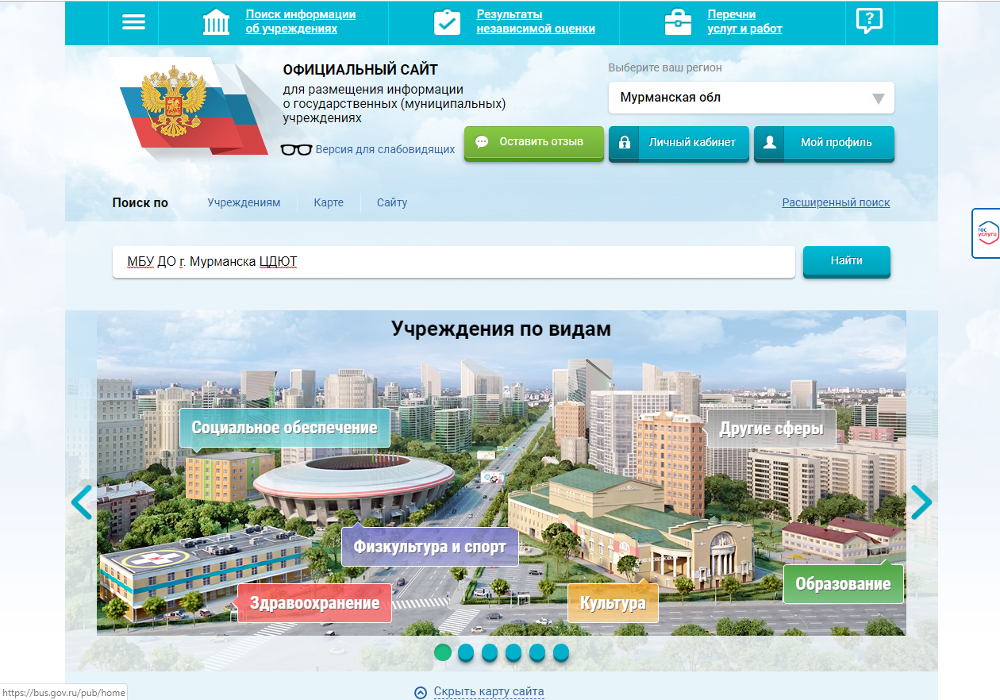 Поиск информации
об учреждениях
Результаты
независимой оценки
Перечни
услуг и работ
?
ОФИЦИАЛЬНЫЙ САЙТ
для размещения информации
о государственных (муниципальных)
учреждениях
Версия для слабовидящих
Выберите ваш регион
Мурманская обл
Оставить отзыв
Личный кабинет
Мой профиль
Поиск по
Учреждениям
Карте
Сайту
Расширенный поиск
гос
услуги
МБУ ДО г. Мурманска ЦДЮТ
Найти
Учреждения по видам
Социальное обеспечение
Другие сферы
Физкультура и спорт
Образование
Здравоохранение
Культура
Скрыть карту сайта
https://bus.gov.ru/pub/home